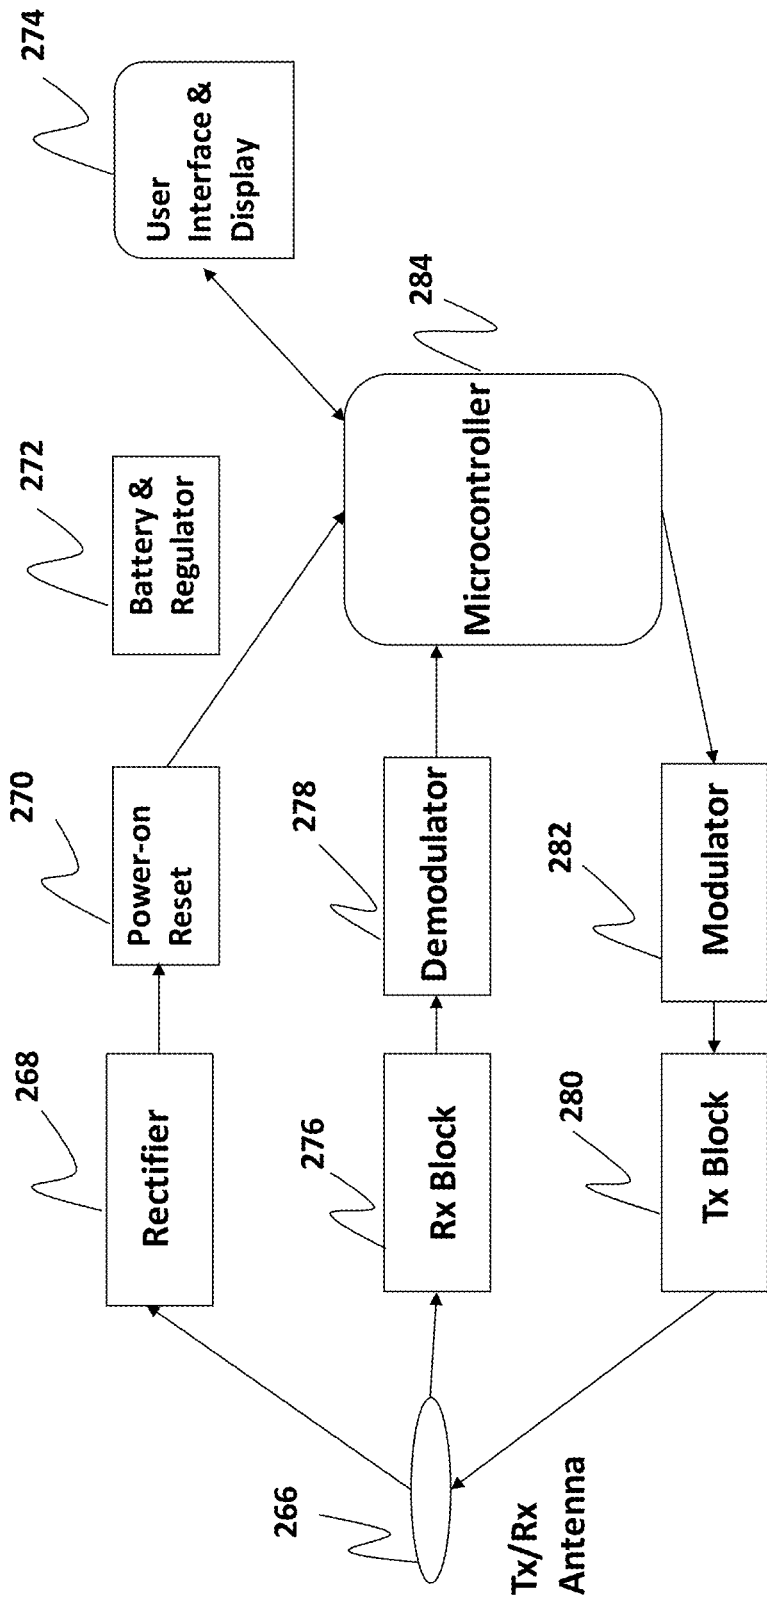 268
270
272
274
Rectifier
Power-on
Reset
Battery &
Regulator
User
Interface &
Display
266
276
278
284
Tx/Rx
Antenna
Rx Block
Demodulator
Microcontroller
280
282
Tx Block
Modulator